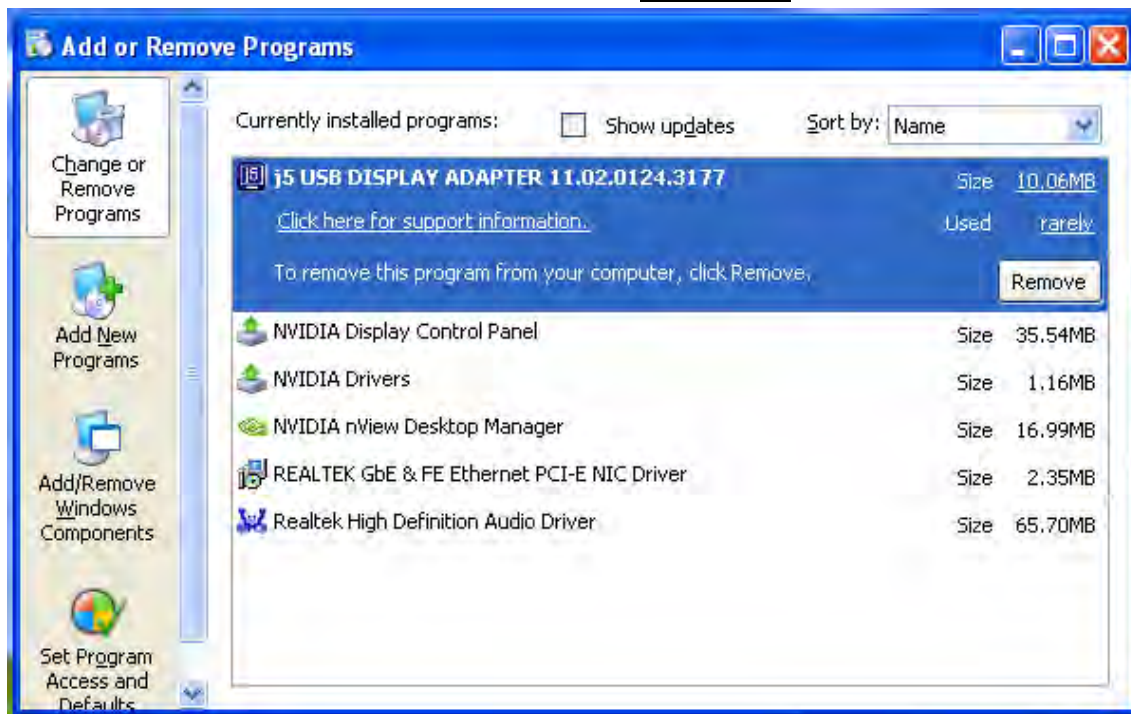 Add or Remove Programs
Change or
Remove
Programs
Add New
Programs
Add/Remove
Windows
Components
Set Program
Access and
Defaults
Currently installed programs:
Show updates
Sort by: Name
j5 USB DISPLAY ADAPTER 11.02.0124.3177 Size 10.06MB
Click here for support information. Used rarely
To remove this program from your computer, click Remove. Remove
NVIDIA Display Control Panel Size 35.54MB
NVIDIA Drivers Size 1.16MB
NVIDIA nView Desktop Manager Size 16.99MB
REALTEK GbE & FE Ethernet PCI-E NIC Driver Size 2.35MB
Realtek High Definition Audio Driver Size 65.70MB